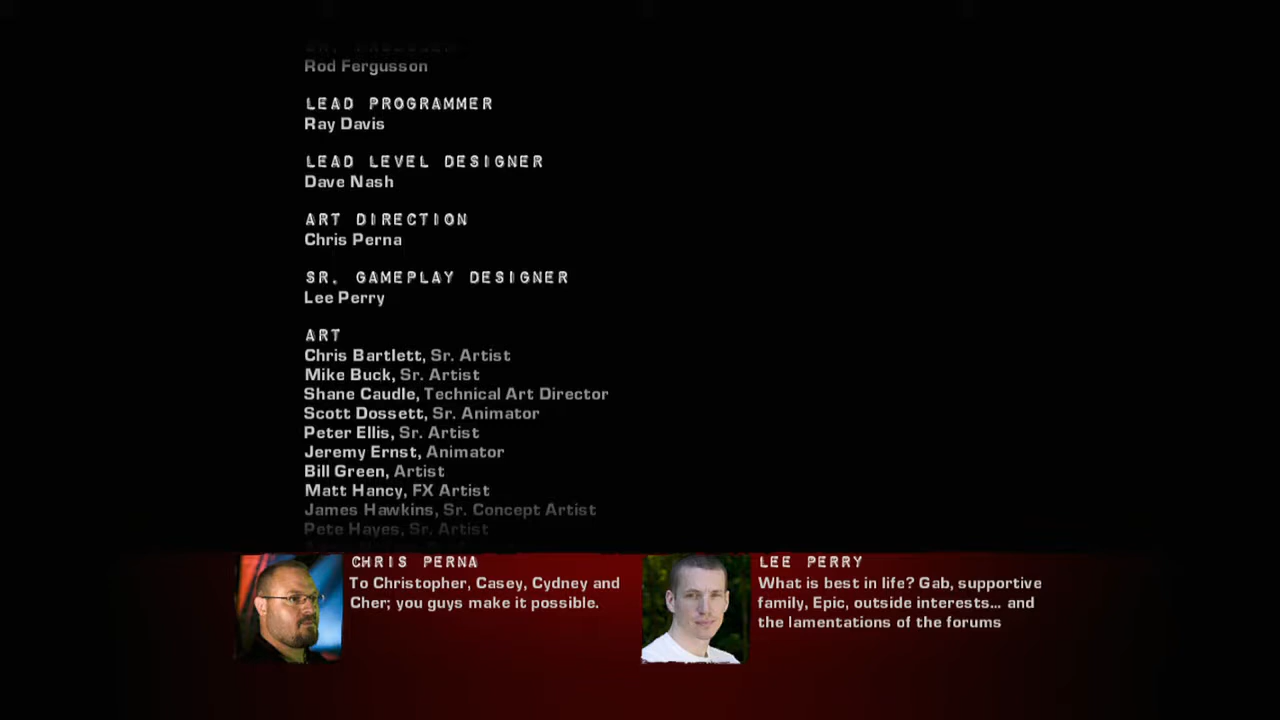 Rod Fergusson
LEAD PROGRAMMER
Ray Davis
LEAD LEVEL DESIGNER
Dave Nash
ART DIRECTION
Chris Perna
SR. GAMEPLAY DESIGNER
Lee Perry
ART
Chris Bartlett, Sr. Artist
Mike Buck, Sr. Artist
Shane Caudle, Technical Art Director
Scott Dossett, Sr. Animator
Peter Ellis, Sr. Artist
Jeremy Ernst, Animator
Bill Green, Artist
Matt Hancy, FX Artist
James Hawkins, Sr. Concept Artist
Pete Hayes, Sr. Artist
CHRIS PERNA
To Christopher, Casey, Cydney and
Cher; you guys make it possible.
LEE PERRY
What is best in life? Gab, supportive
family, Epic, outside interests... and
the lamentations of the forums